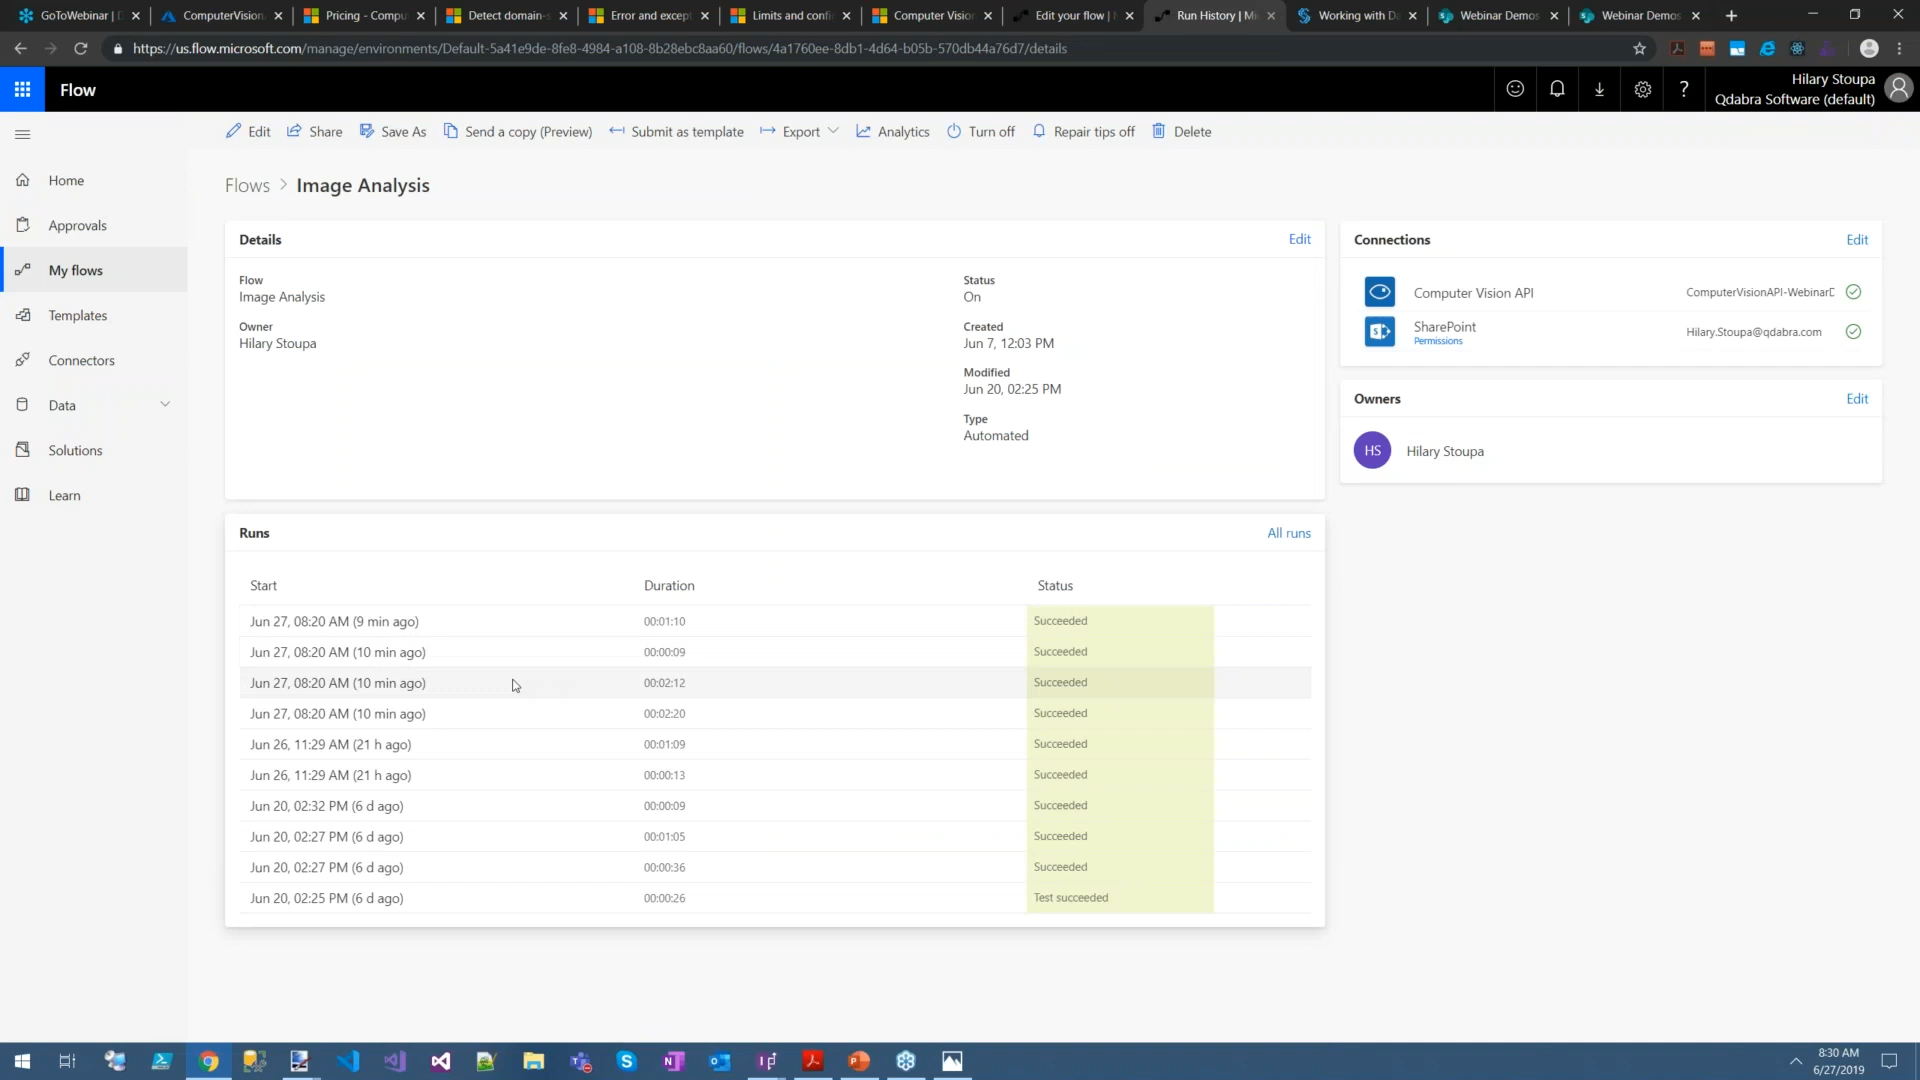 GoToWebinar | D
ComputerVision
Pricing - Compu
Detect domain-s
Error and except
Limits and confi
Computer Vision
Edit your flow |
Run History | Mi
Working with Da
Webinar Demos
Webinar Demos
https://us.flow.microsoft.com/manage/environments/Default-5a41e9de-8fe8-4984-a108-8b28ebc8aa60/flows/4a1760ee-8db1-4d64-b05b-570db44a76d7/details
Flow
?
Hilary Stoupa
Qdabra Software (default)
Edit
Share
Save As
Send a copy (Preview)
Submit as template
Export
Analytics
Turn off
Repair tips off
Delete
Home
Approvals
My flows
Templates
Connectors
Data
Solutions
Learn
Flows > Image Analysis
Details
Edit
Flow
Image Analysis
Owner
Hilary Stoupa
Status
On
Created
Jun 7, 12:03 PM
Modified
Jun 20, 02:25 PM
Type
Automated
Connections
Edit
Computer Vision API
ComputerVisionAPI-WebinarD
SharePoint
Permissions
Hilary.Stoupa@qdabra.com
Owners
Edit
HS
Hilary Stoupa
Runs
All runs
Start Duration Status
Jun 27, 08:20 AM (9 min ago) 00:01:10 Succeeded
Jun 27, 08:20 AM (10 min ago) 00:00:09 Succeeded
Jun 27, 08:20 AM (10 min ago) 00:02:12 Succeeded
Jun 27, 08:20 AM (10 min ago) 00:02:20 Succeeded
Jun 26, 11:29 AM (21 h ago) 00:01:09 Succeeded
Jun 26, 11:29 AM (21 h ago) 00:00:13 Succeeded
Jun 20, 02:32 PM (6 d ago) 00:00:09 Succeeded
Jun 20, 02:27 PM (6 d ago) 00:01:05 Succeeded
Jun 20, 02:27 PM (6 d ago) 00:00:36 Succeeded
Jun 20, 02:25 PM (6 d ago) 00:00:26 Test succeeded
8:30 AM
6/27/2019